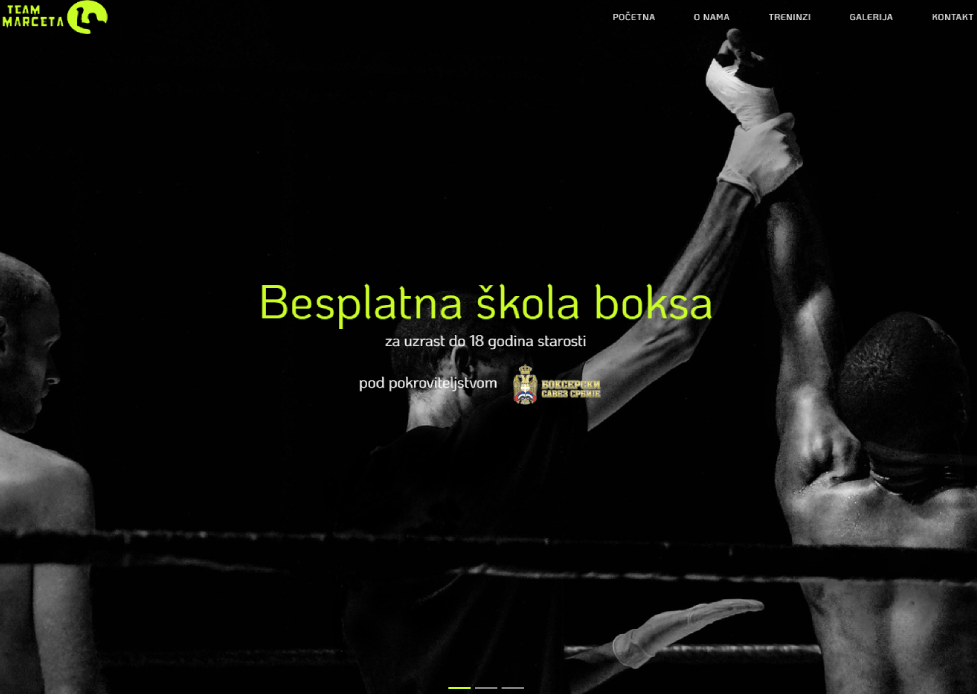 TEAM
MARCETA
POČETNA O NAMA TRENINZI GALERIJA KONTAKT
Besplatna škola boksa
za uzrast do 18 godina starosti
pod pokroviteljstvom БОКСЕРСКИ
САВЕЗ СРБИЈЕ